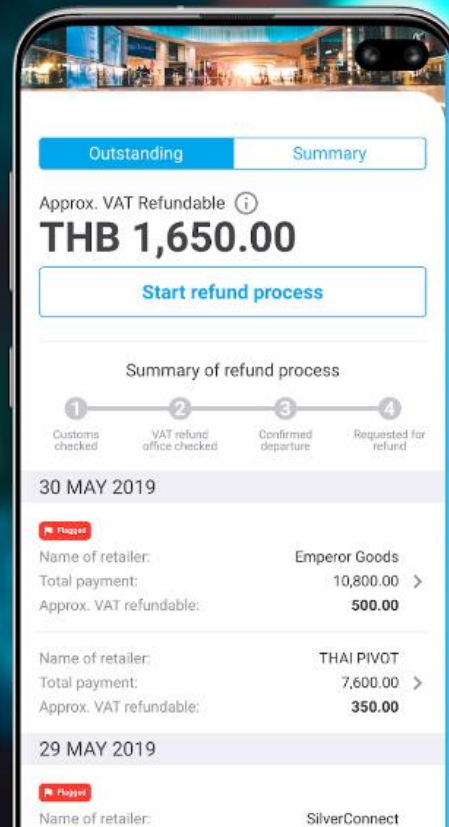 Outstanding Summary
Approx. VAT Refundable
THB 1,650.00
Start refund process
Summary of refund process
1 2 3 4
Customs checked VAT refund office checked Confirmed departure Requested for refund
30 MAY 2019
Flagged
Name of retailer: Emperor Goods
Total payment: 10,800.00
Approx. VAT refundable: 500.00
Name of retailer: THAI PIVOT
Total payment: 7,600.00
Approx. VAT refundable: 350.00
29 MAY 2019
Flagged
Name of retailer: SilverConnect